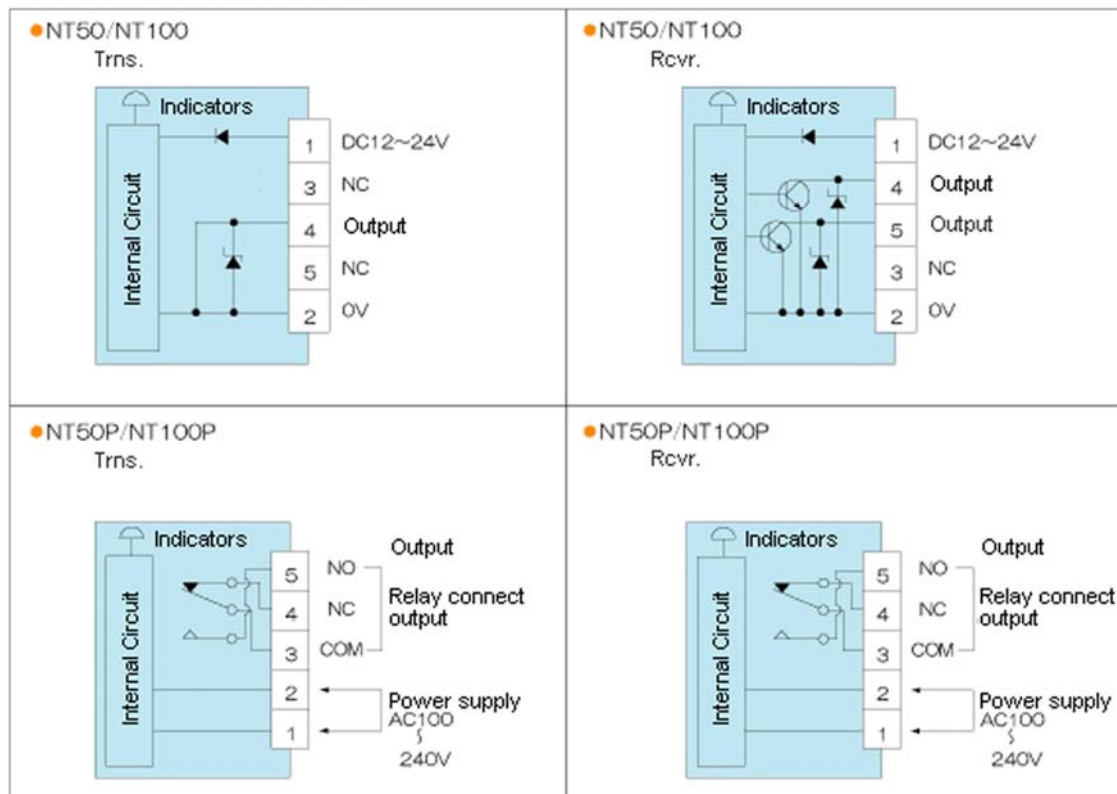 ●NT50/NT100
Trns.
Indicators
Internal Circuit
1 DC12～24V
3 NC
4 Output
5 NC
2 0V
●NT50/NT100
Rcvr.
Indicators
Internal Circuit
1 DC12～24V
4 Output
5 Output
3 NC
2 0V
●NT50P/NT100P
Trns.
Indicators
Internal Circuit
Output
5 NO
4 NC
3 COM
Relay connect
output
2
1
Power supply
AC100
～
240V
●NT50P/NT100P
Rcvr.
Indicators
Internal Circuit
Output
5 NO
4 NC
3 COM
Relay connect
output
2
1
Power supply
AC100
～
240V